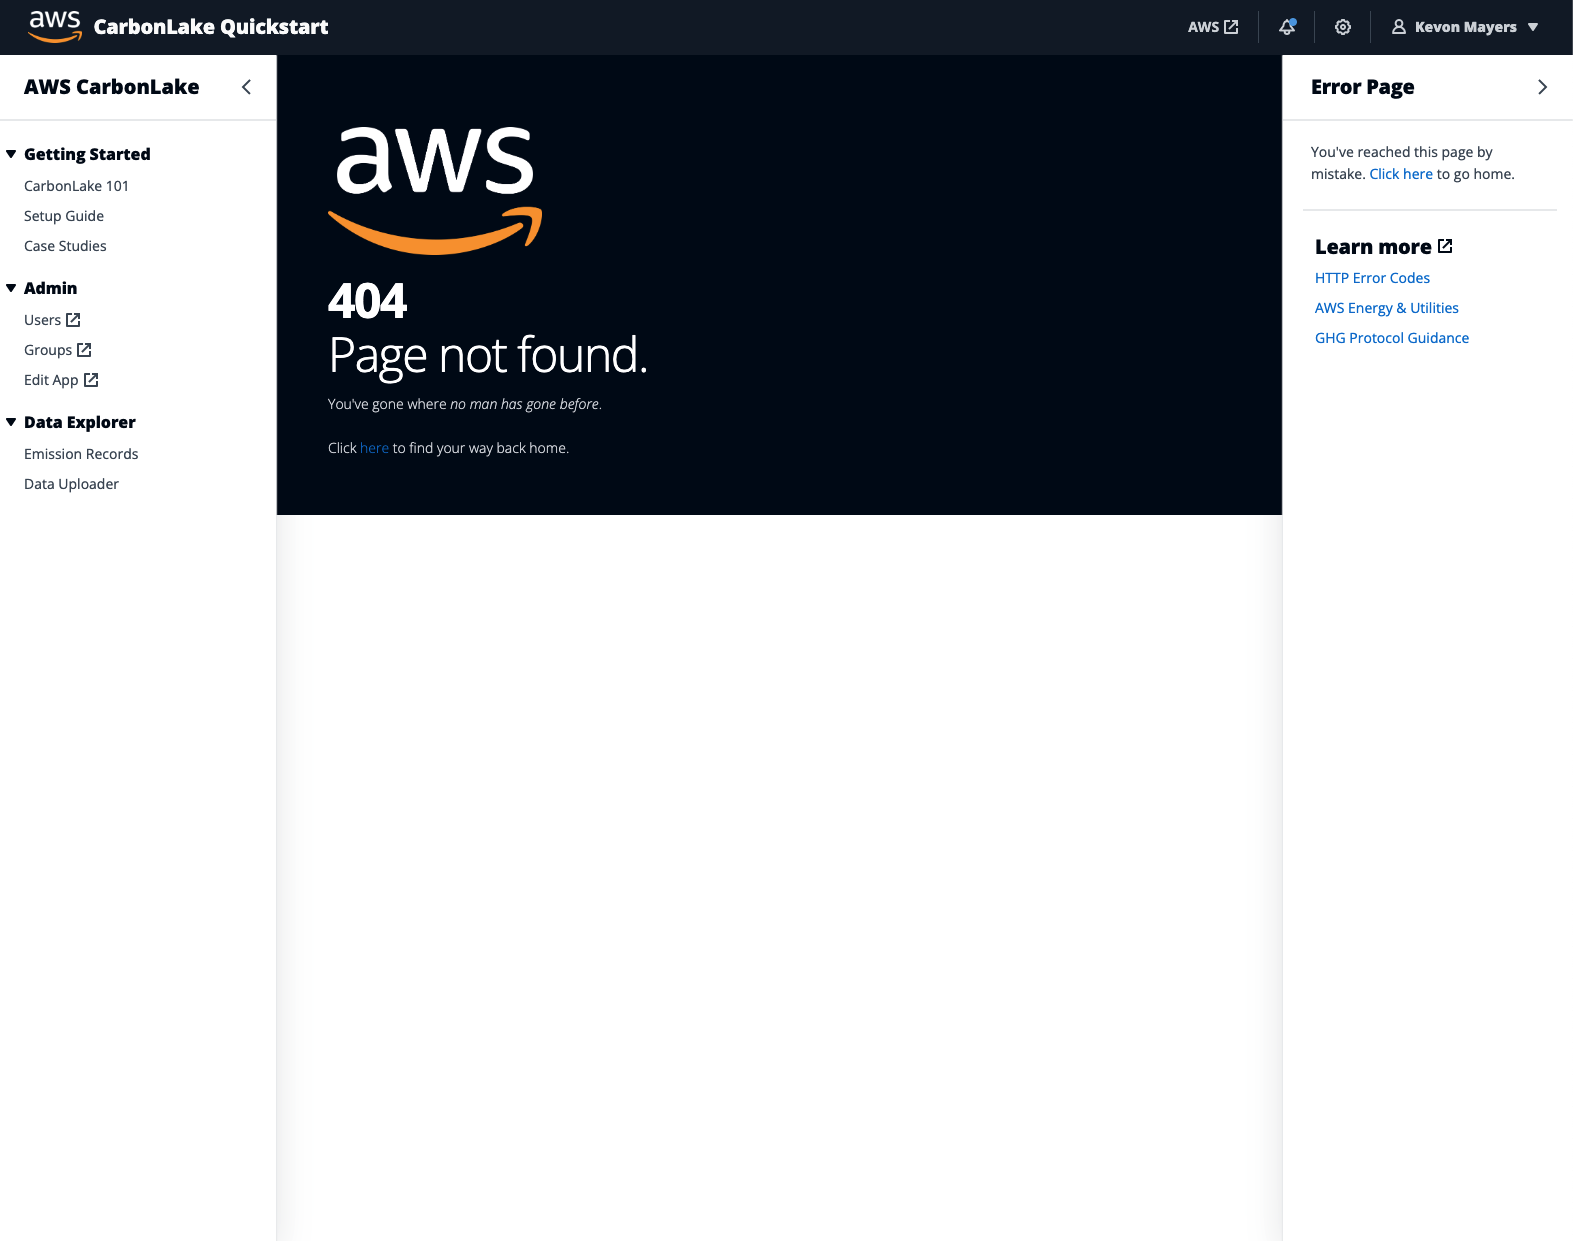 aws
CarbonLake Quickstart
AWS
Kevon Mayers
AWS CarbonLake
Getting Started
CarbonLake 101
Setup Guide
Case Studies
Admin
Users
Groups
Edit App
Data Explorer
Emission Records
Data Uploader
aws
404
Page not found.
You've gone where no man has gone before.
Click here to find your way back home.
Error Page
You've reached this page by
mistake. Click here to go home.
Learn more
HTTP Error Codes
AWS Energy & Utilities
GHG Protocol Guidance